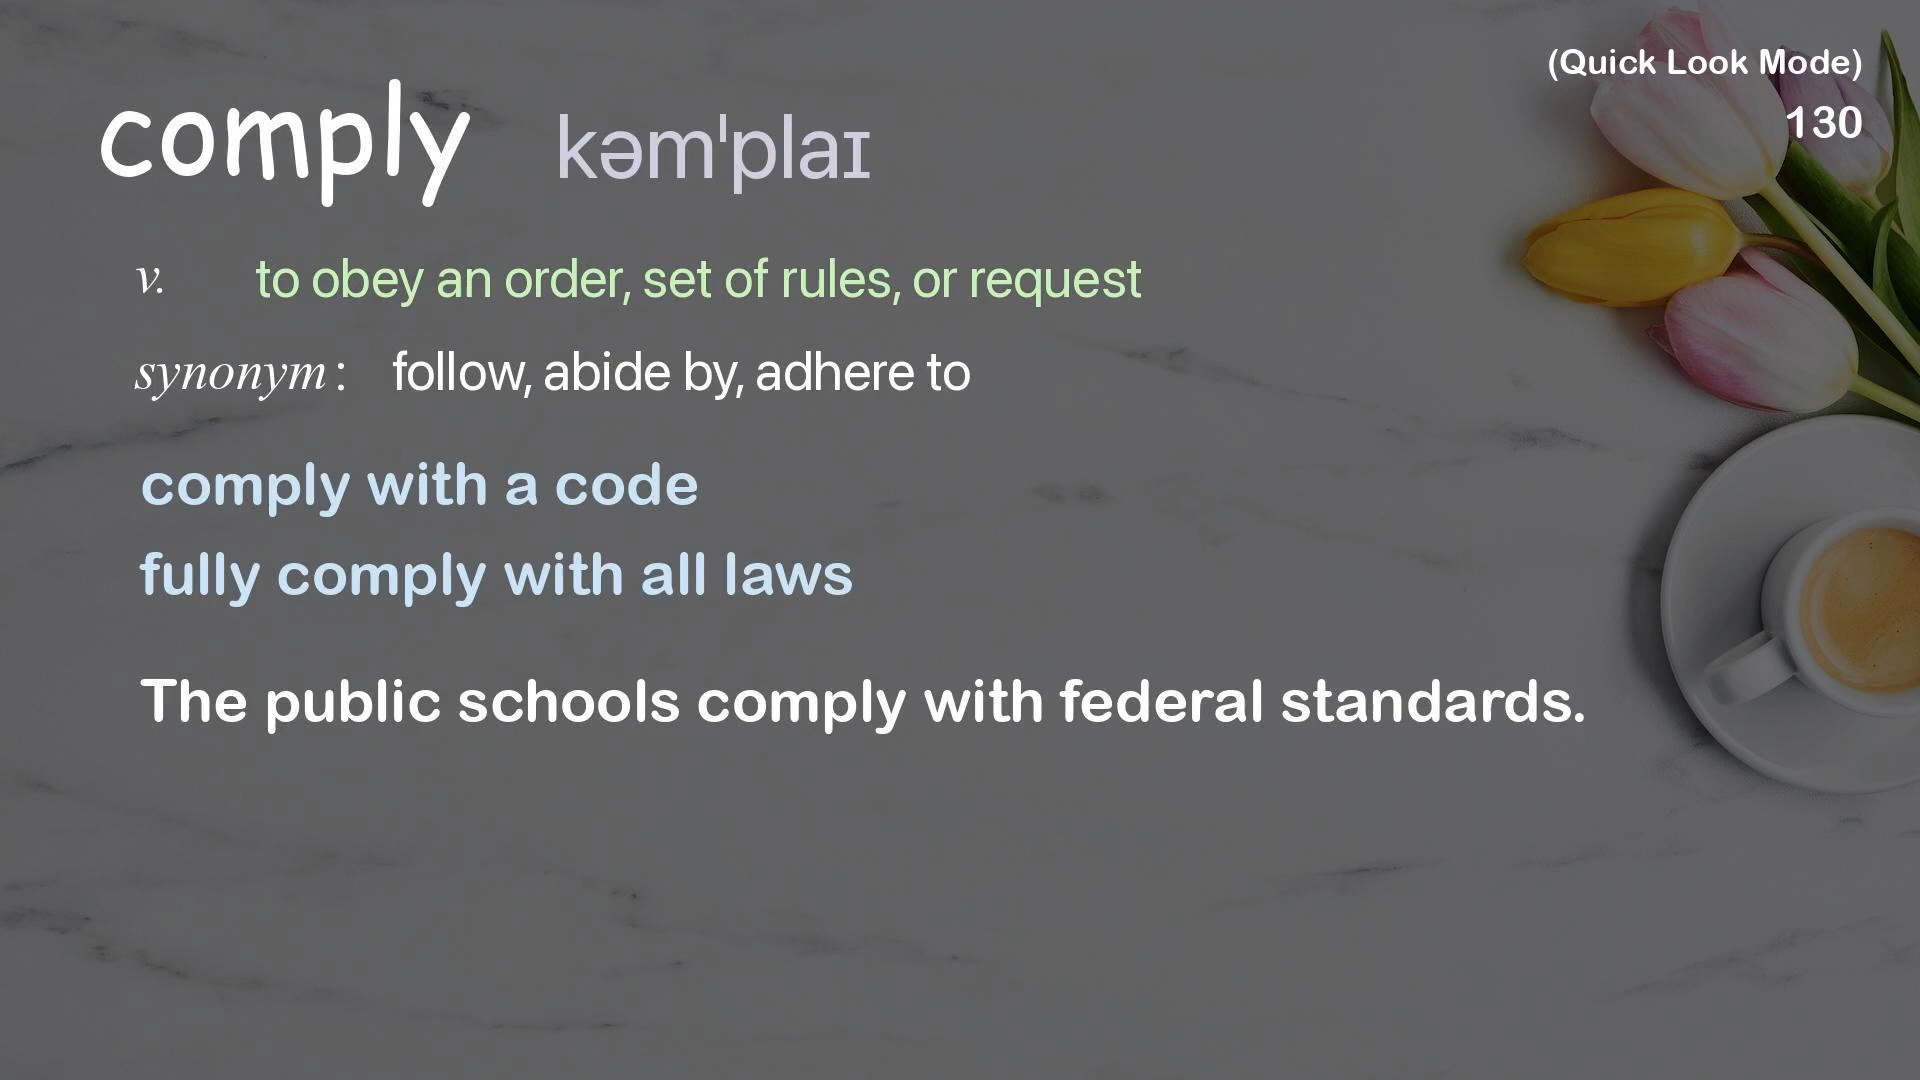 (Quick Look Mode)
130
comply kəm'plaɪ
v. to obey an order, set of rules, or request
synonym : follow, abide by, adhere to
comply with a code
fully comply with all laws
The public schools comply with federal standards.